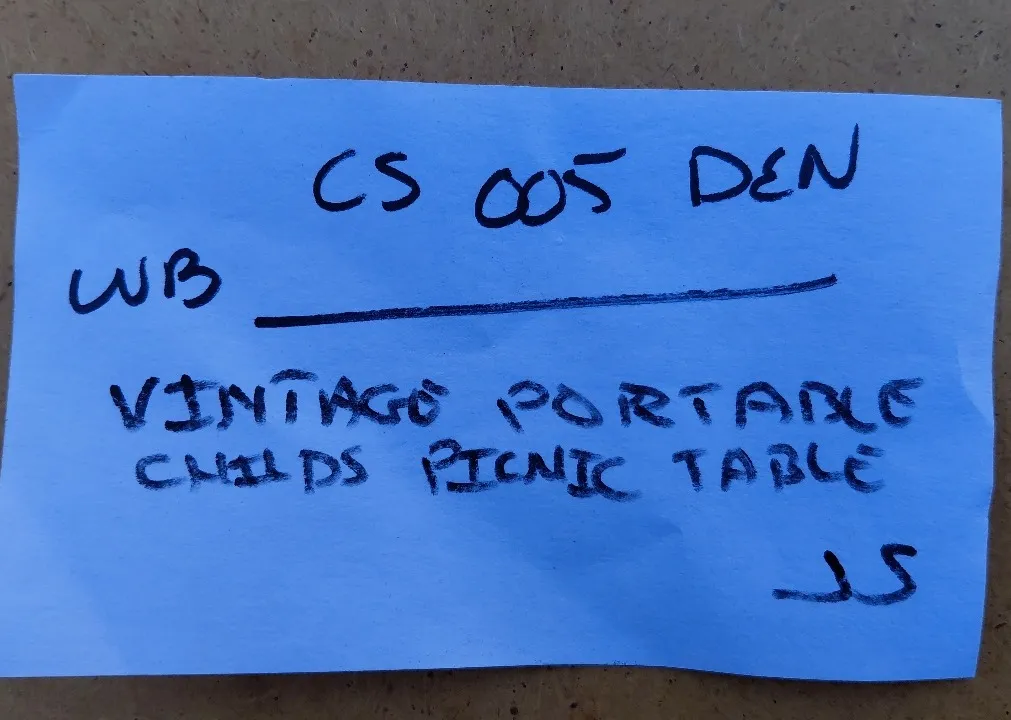 CS 005 DEN
WB
VINTAGE PORTABLE
CHILDS PICNIC TABLE
JS